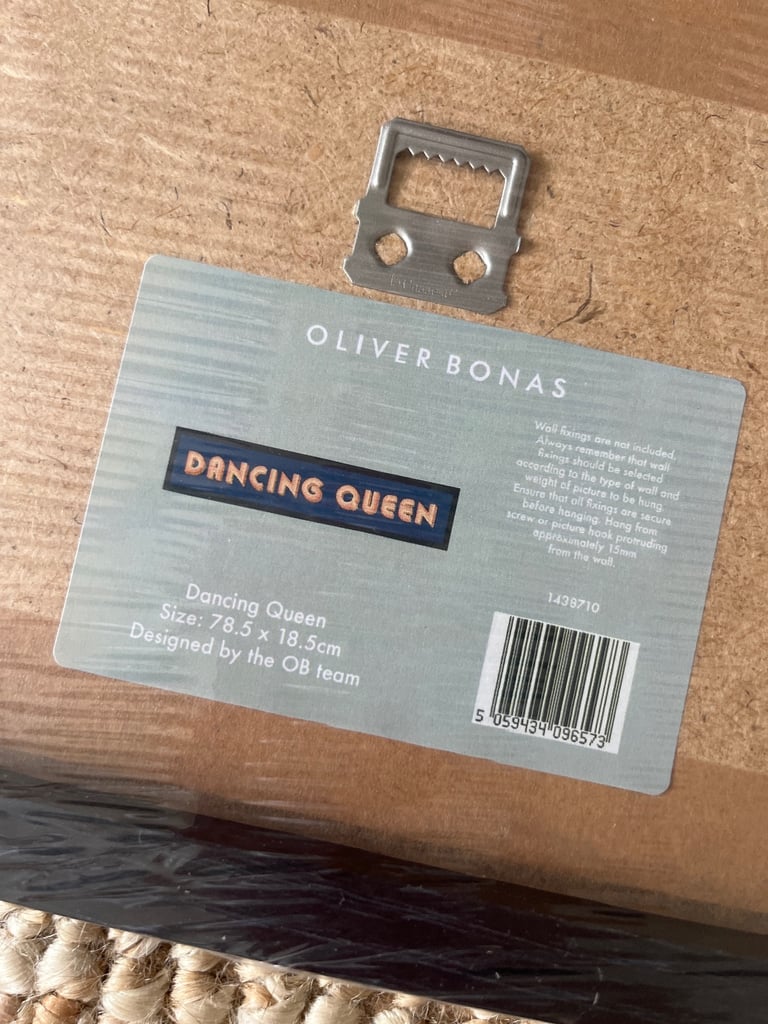 OLIVER BONAS
DANCING QUEEN
Wall fixings are not included.
Always remember that wall
fixings should be selected
according to the type of wall and
weight of picture to be hung.
Ensure that all fixings are secure
before hanging. Hang from
screw or picture hook protruding
approximately 15mm
from the wall.
Dancing Queen
Size: 78.5 x 18.5cm
Designed by the OB team
1438710
5 059434 096573